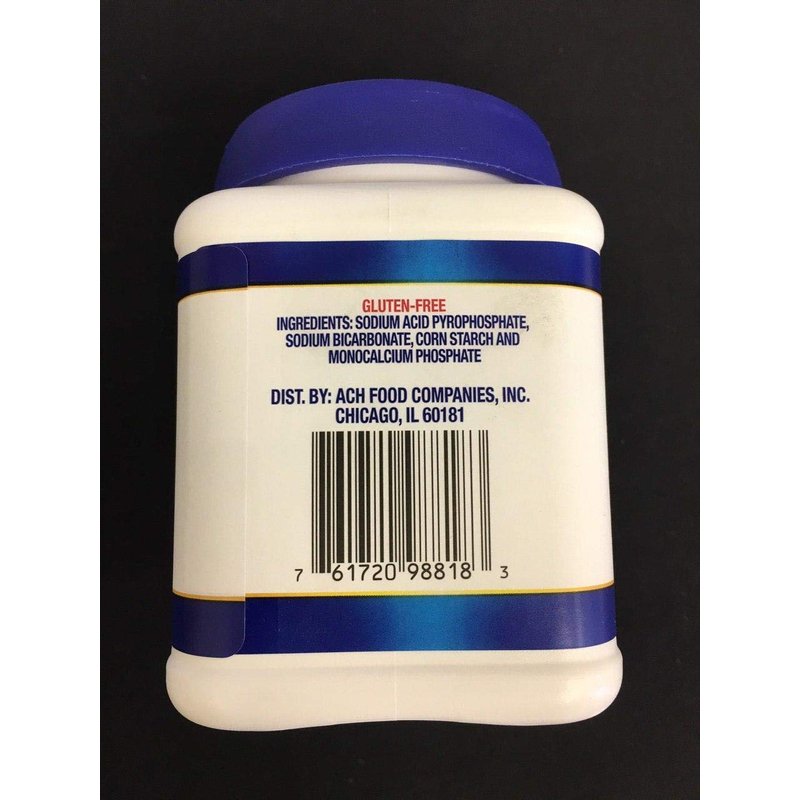 GLUTEN-FREE
INGREDIENTS: SODIUM ACID PYROPHOSPHATE,
SODIUM BICARBONATE, CORN STARCH AND
MONOCALCIUM PHOSPHATE
DIST. BY: ACH FOOD COMPANIES, INC.
CHICAGO, IL 60181
7 61720 98818 3